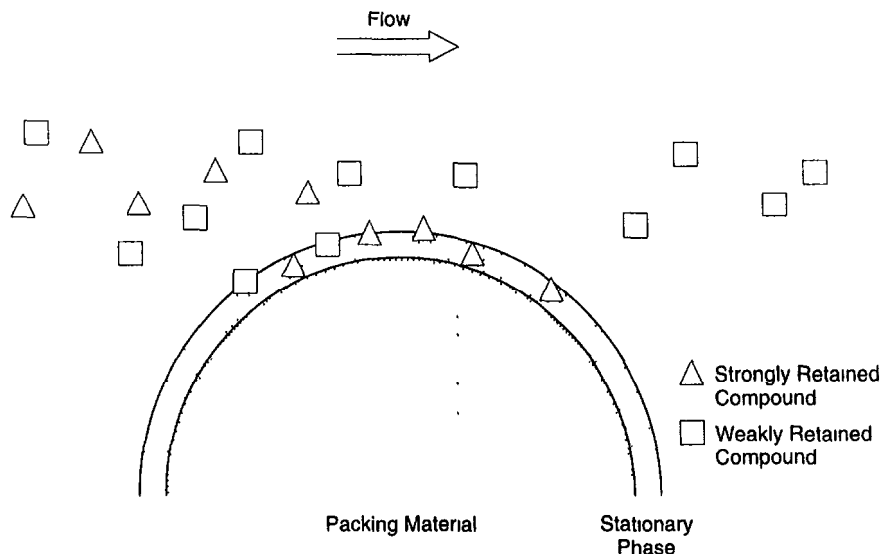 Flow
Strongly Retained
Compound
Weakly Retained
Compound
Packing Material
Stationary
Phase